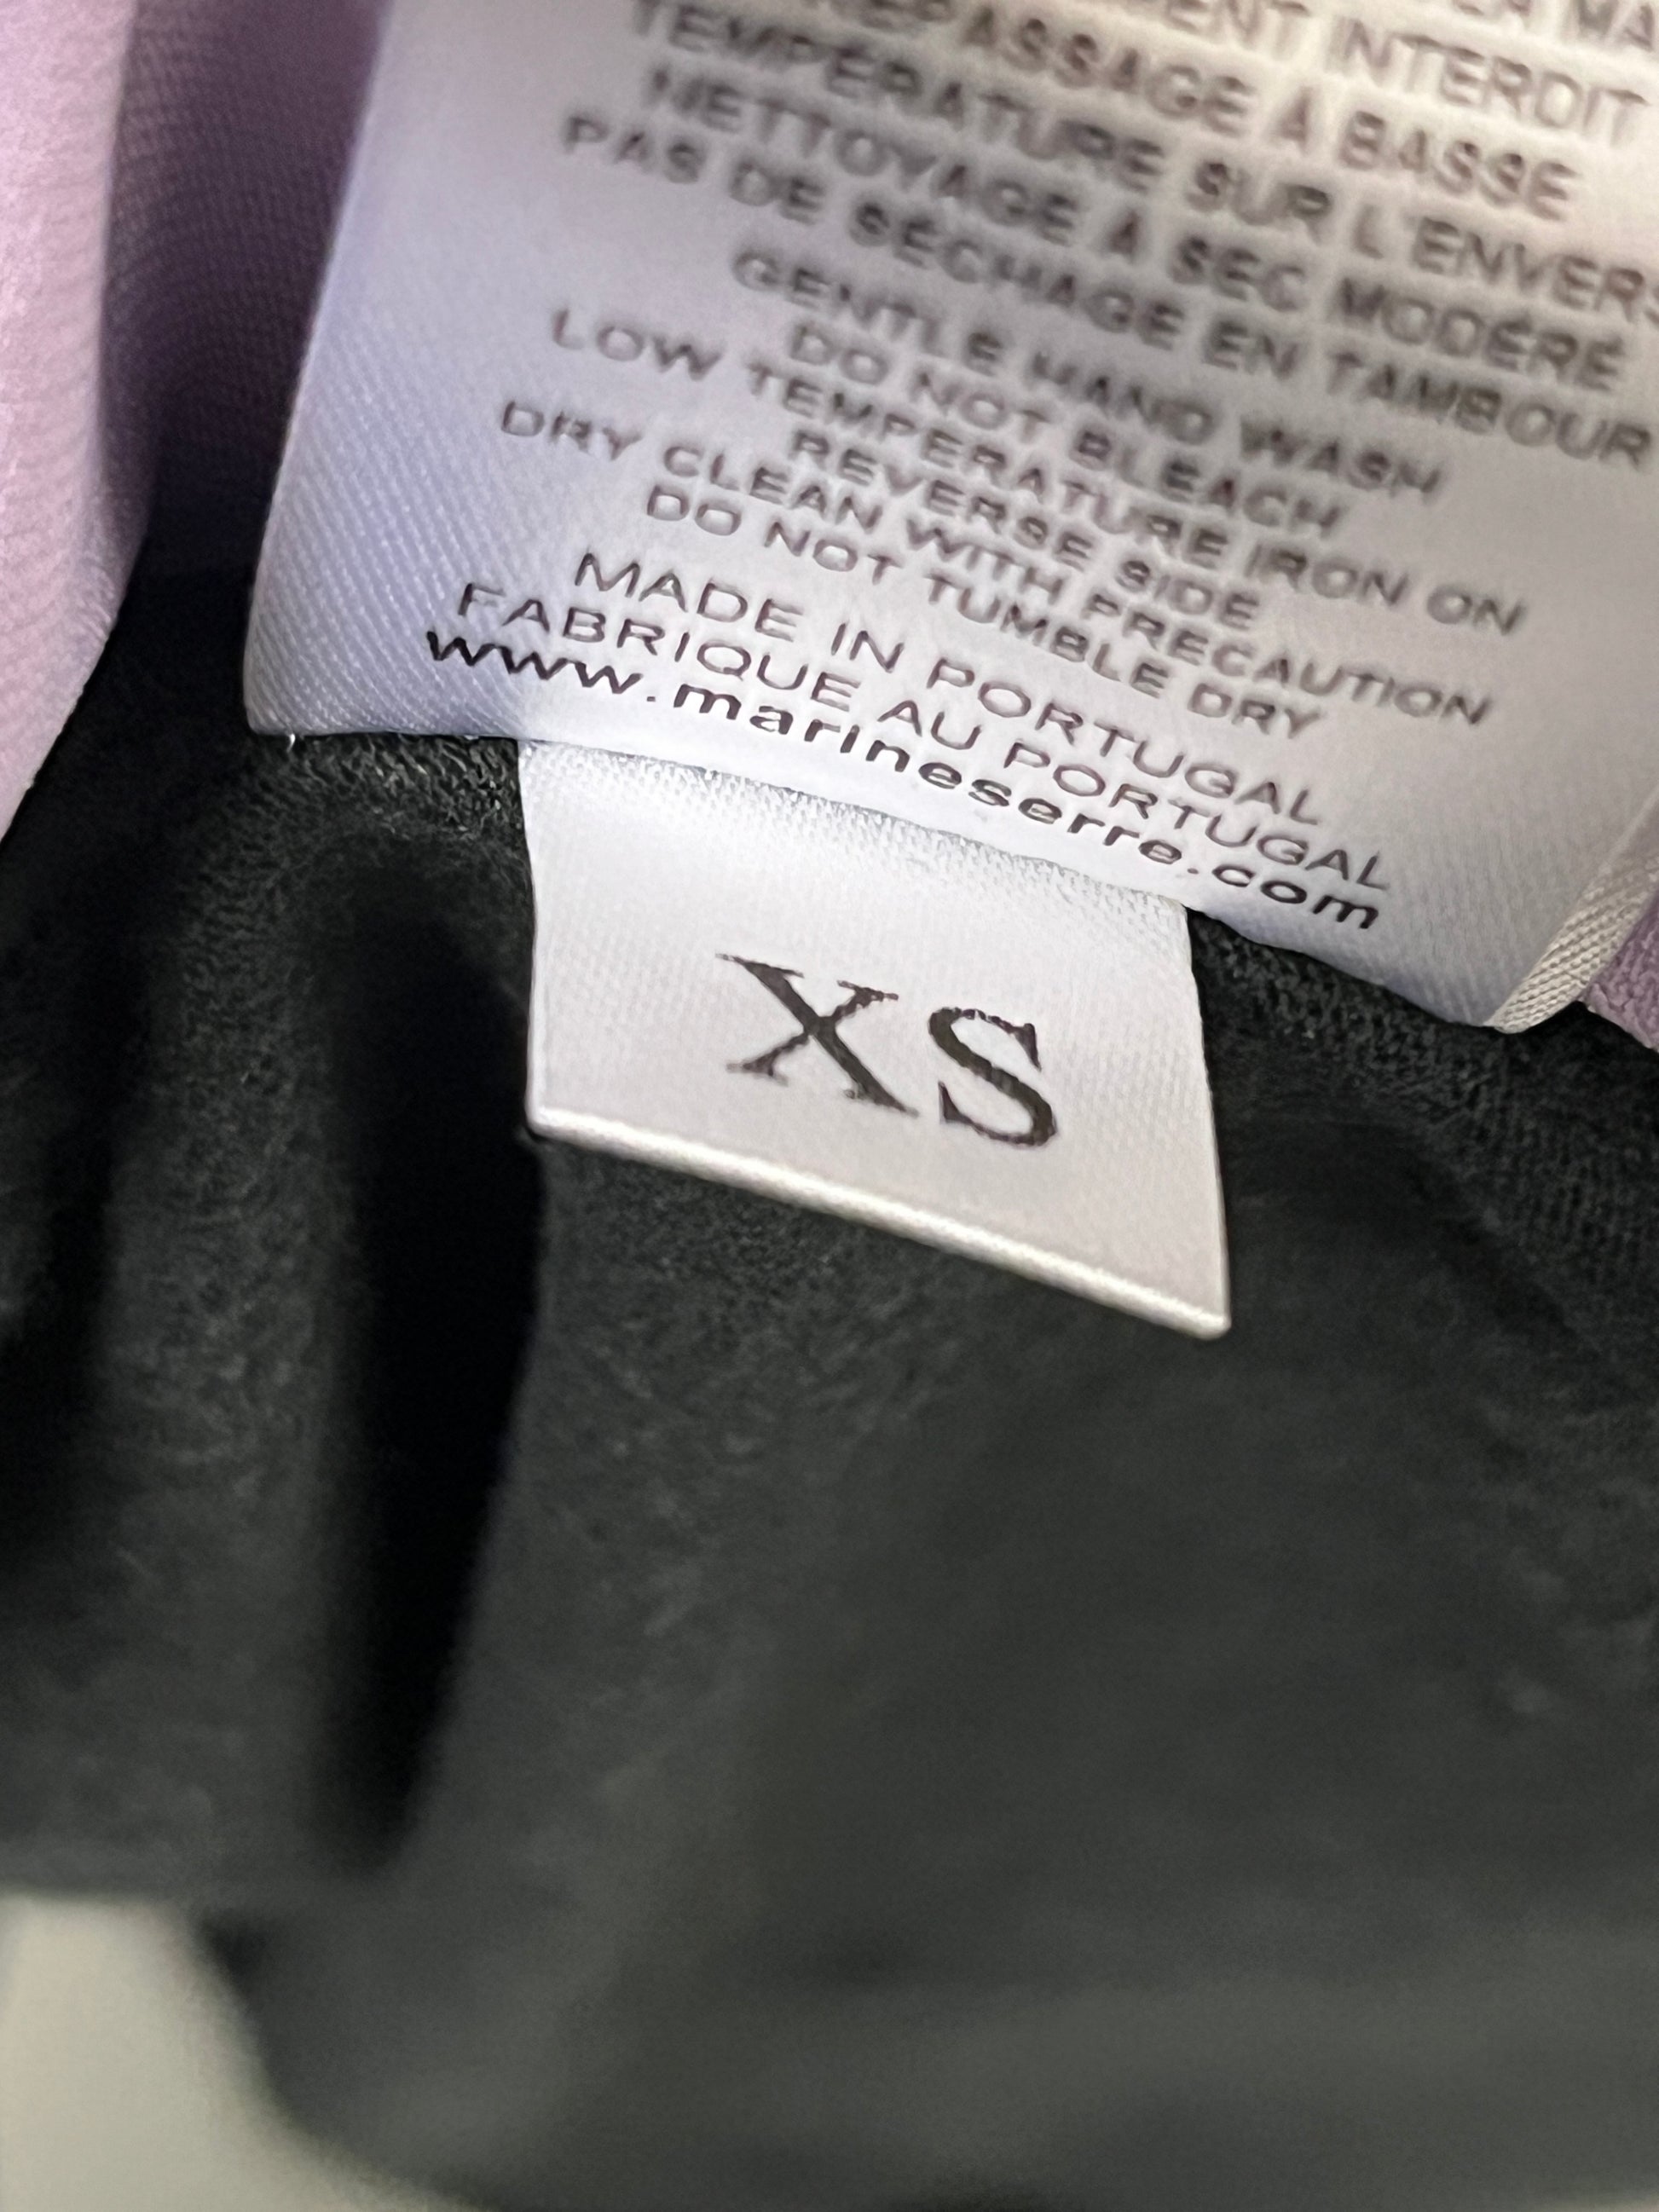 MENT INTERDIT
REPASSAGE À BASSE
TEMPÉRATURE SUR L'ENVERS
NETTOYAGE À SEC MODÉRÉ
PAS DE SÉCHAGE EN TAMBOUR
GENTLE HAND WASH
DO NOT BLEACH
LOW TEMPERATURE IRON ON
REVERSE SIDE
DRY CLEAN WITH PRECAUTION
DO NOT TUMBLE DRY
MADE IN PORTUGAL
FABRIQUE AU PORTUGAL
www.marineserre.com
XS